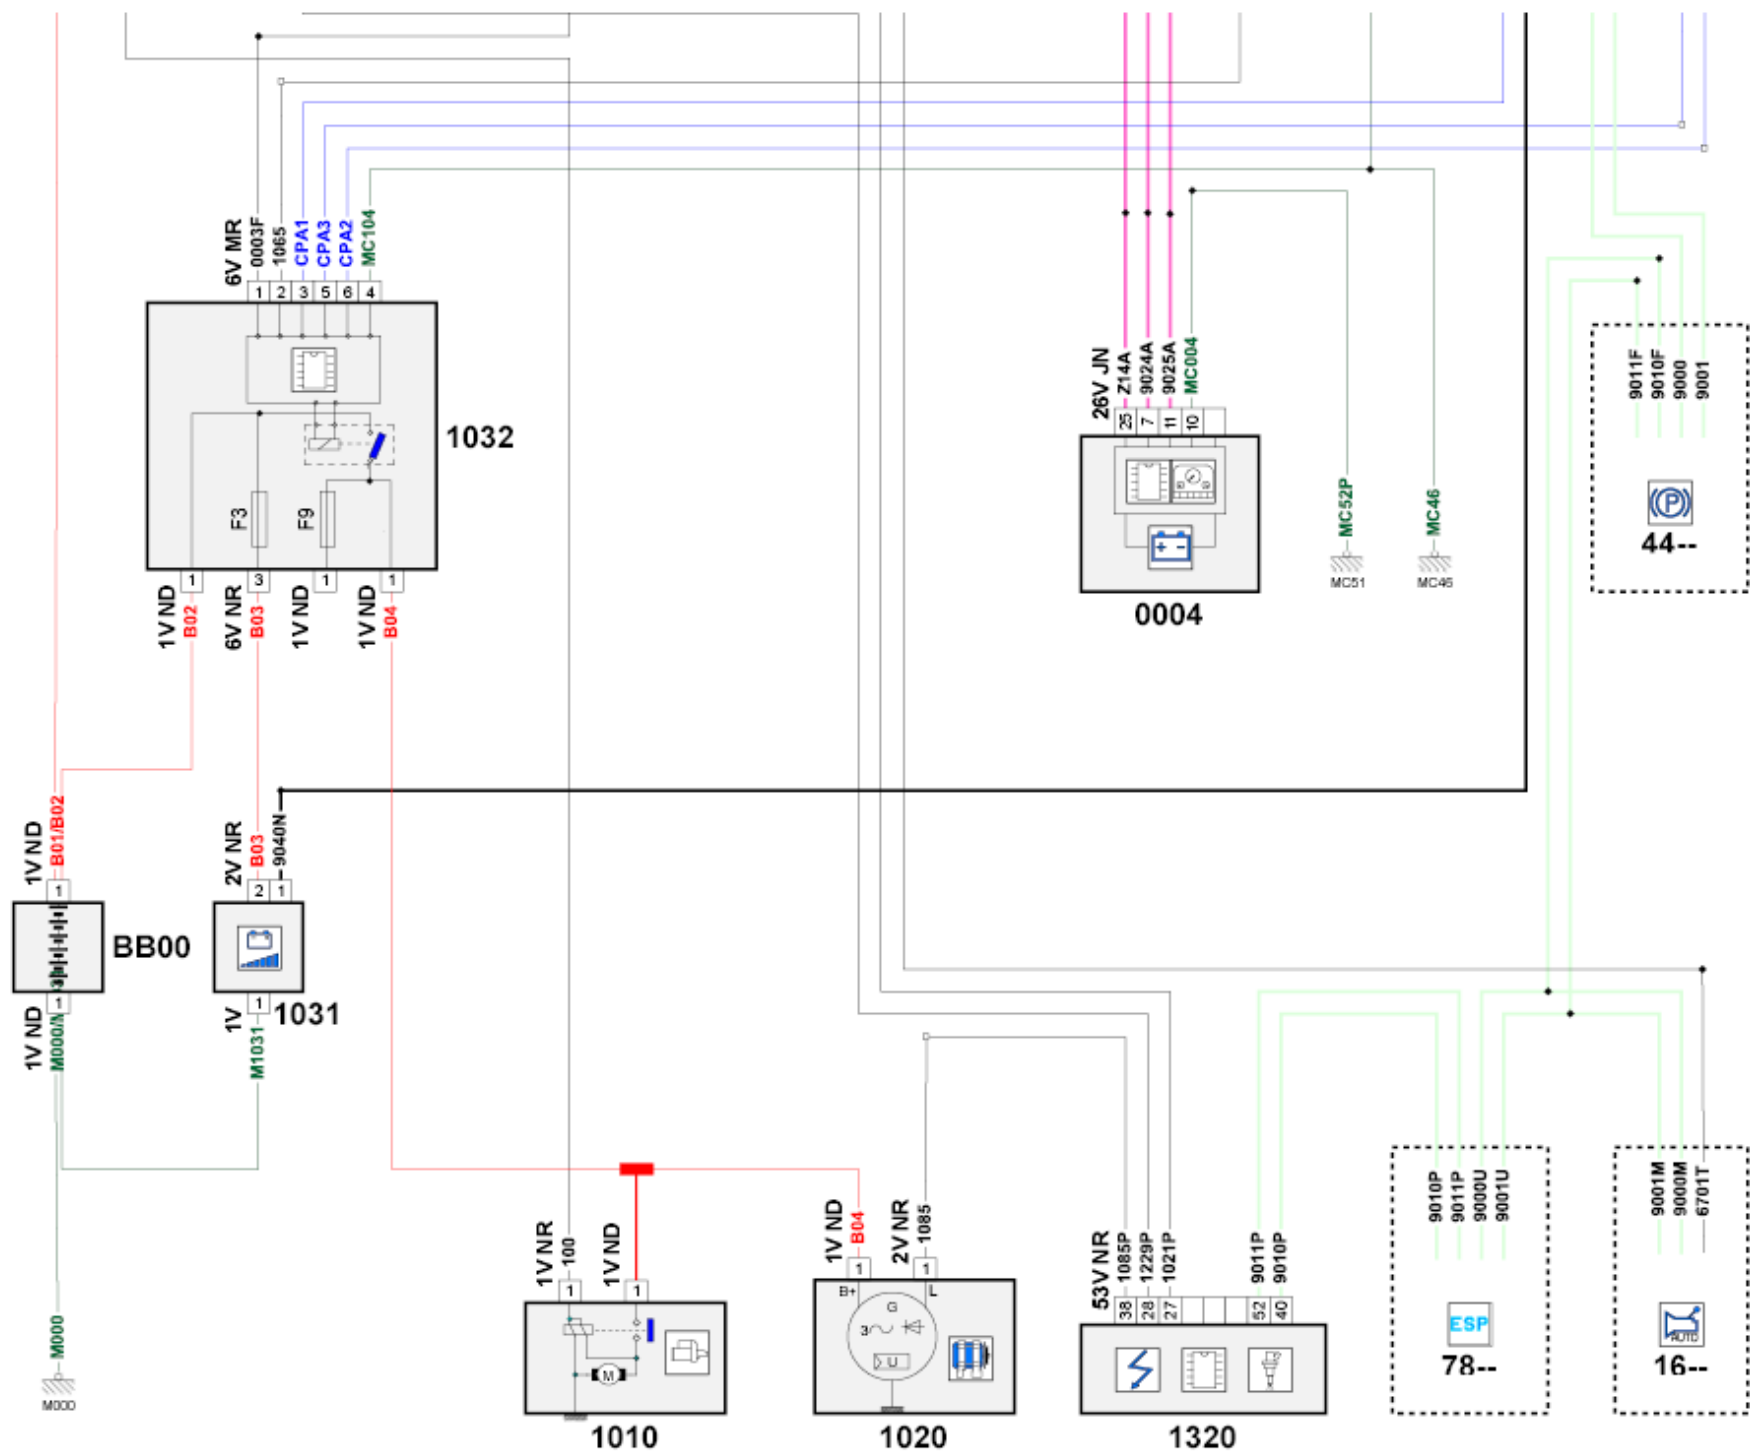 6V MR
0003F
1065
CPA1
CPA3
CPA2
MC104
1 2 3 5 6 4
1032
F3
F9
1 3 1 1
1V ND
B02
6V NR
B03
1V ND
1V ND
B04
26V JN
Z14A
9024A
9025A
MC004
25 7 11 10
0004
MC52P
MC51
MC46
MC46
9011F
9010F
9000
9001
P
44--
1V ND
B01/B02
1
BB00
1
1V ND
M000
M000
2V NR
B03
9040N
2 1
1
1V
1031
M1031
1V NR
100
1V ND
1 1
M
1010
1V ND
B04
2V NR
1085
1 1
B+
L
G
3
U
1020
53V NR
1085P
1229P
1021P
9011P
9010P
38 28 27 52 40
1320
9010P
9011P
9000U
9001U
ESP
78--
9001M
9000M
6701T
AUTO
16--